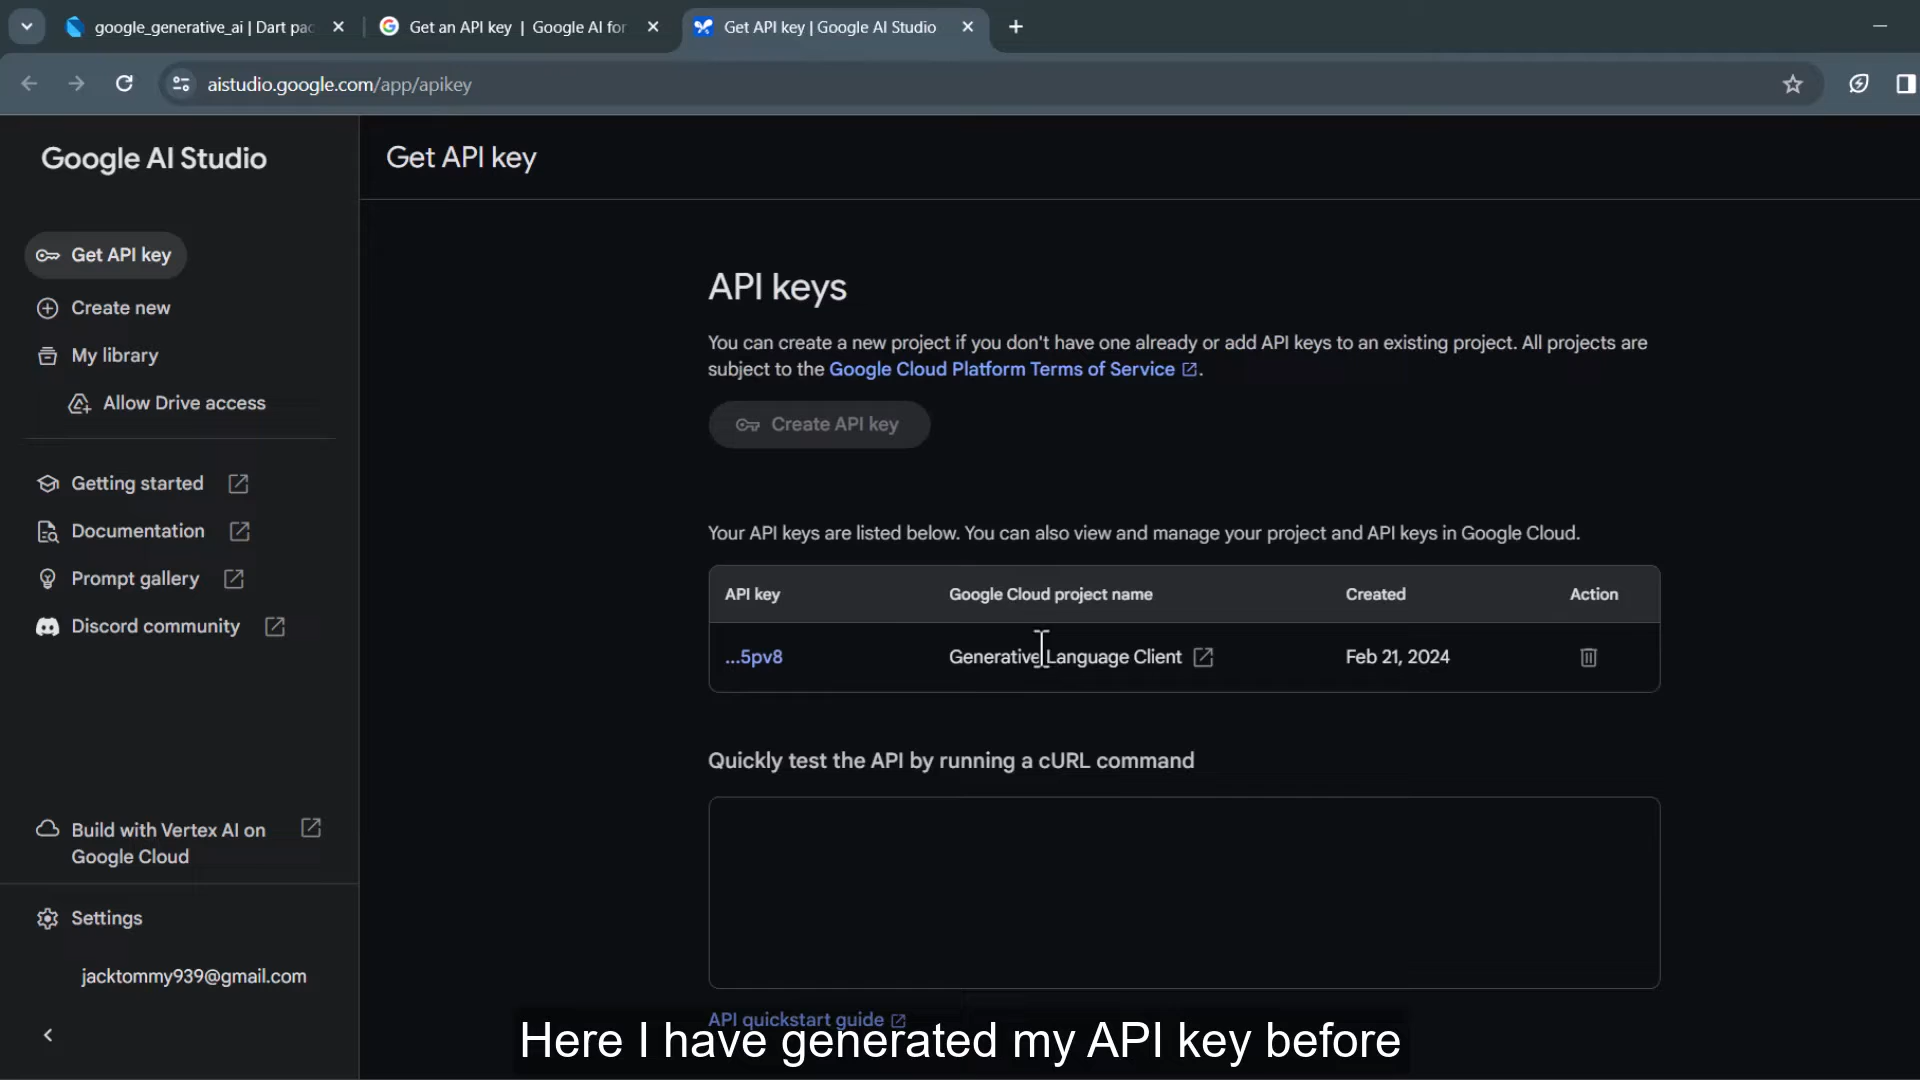 google_generative_ai | Dart pac
Get an API key | Google AI for
Get API key | Google AI Studio
aistudio.google.com/app/apikey
Google AI Studio
Get API key
Create new
My library
Allow Drive access
Getting started
Documentation
Prompt gallery
Discord community
Build with Vertex AI on
Google Cloud
Settings
jacktommy939@gmail.com
Get API key
API keys
You can create a new project if you don't have one already or add API keys to an existing project. All projects are
subject to the Google Cloud Platform Terms of Service.
Create API key
Your API keys are listed below. You can also view and manage your project and API keys in Google Cloud.
API key Google Cloud project name Created Action
...5pv8 Generative Language Client Feb 21, 2024
Quickly test the API by running a cURL command
API quickstart guide
Here I have generated my API key before